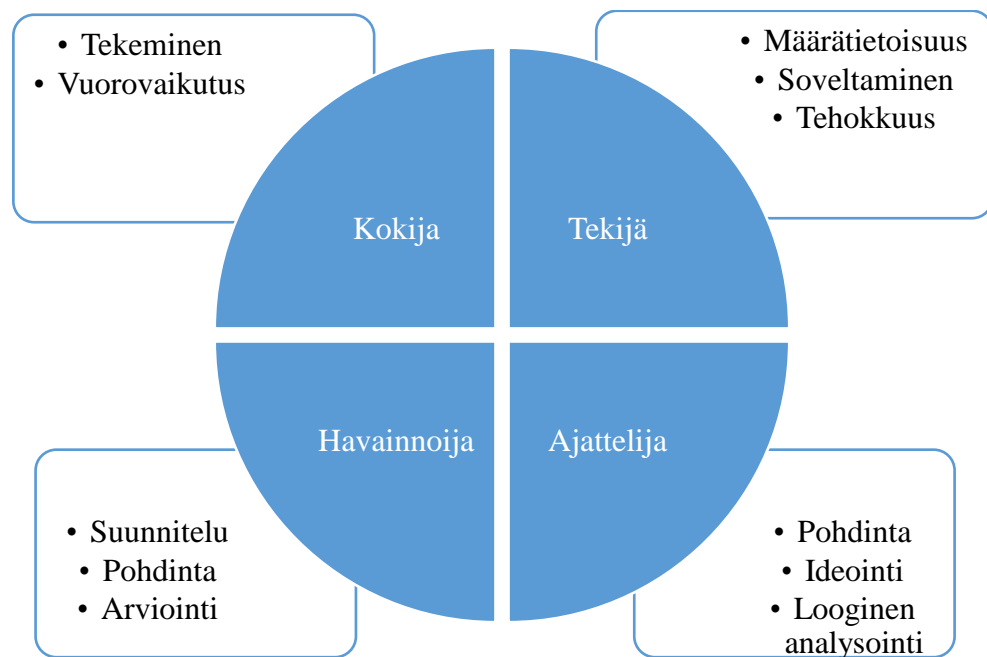 • Tekeminen
• Vuorovaikutus
• Määrätietoisuus
• Soveltaminen
• Tehokkuus
Kokija
Tekijä
Havainnoija
Ajattelija
• Suunnitelu
• Pohdinta
• Arviointi
• Pohdinta
• Ideointi
• Looginen
analysointi